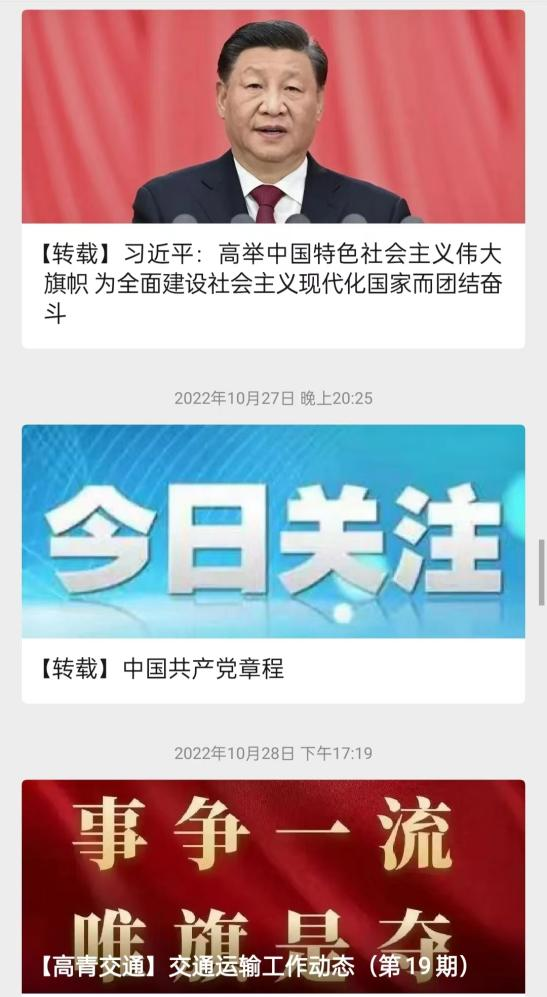 【转载】习近平：高举中国特色社会主义伟大
旗帜 为全面建设社会主义现代化国家而团结奋
斗
2022年10月27日 晚上20:25
今日关注
【转载】中国共产党章程
2022年10月28日 下午17:19
事争一流
唯旗是夺
【高青交通】交通运输工作动态（第19期）